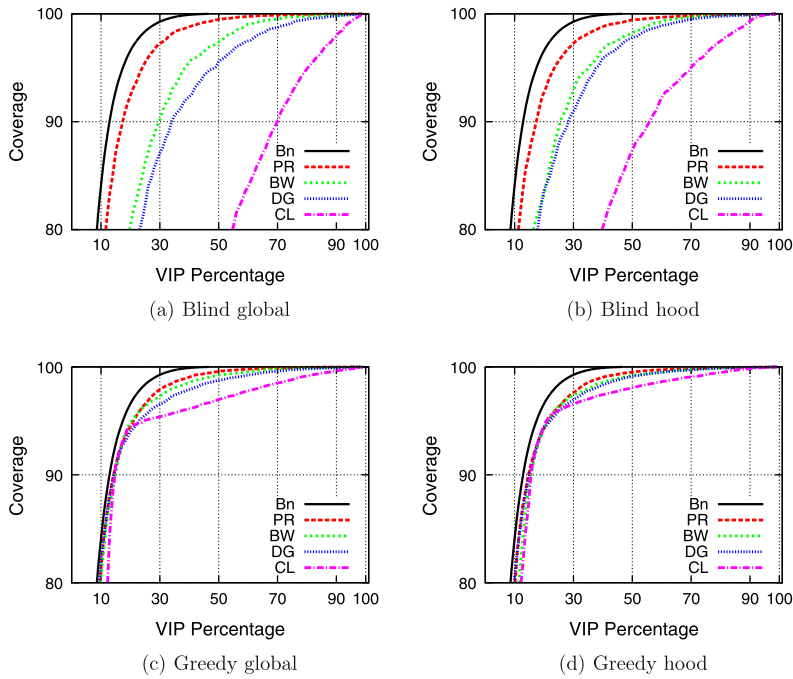 100
90
80
Coverage
Bn
PR
BW
DG
CL
10 30 50 70 90 100
VIP Percentage
(a) Blind global
100
90
80
Coverage
Bn
PR
BW
DG
CL
10 30 50 70 90 100
VIP Percentage
(b) Blind hood
100
90
80
Coverage
Bn
PR
BW
DG
CL
10 30 50 70 90 100
VIP Percentage
(c) Greedy global
100
90
80
Coverage
Bn
PR
BW
DG
CL
10 30 50 70 90 100
VIP Percentage
(d) Greedy hood